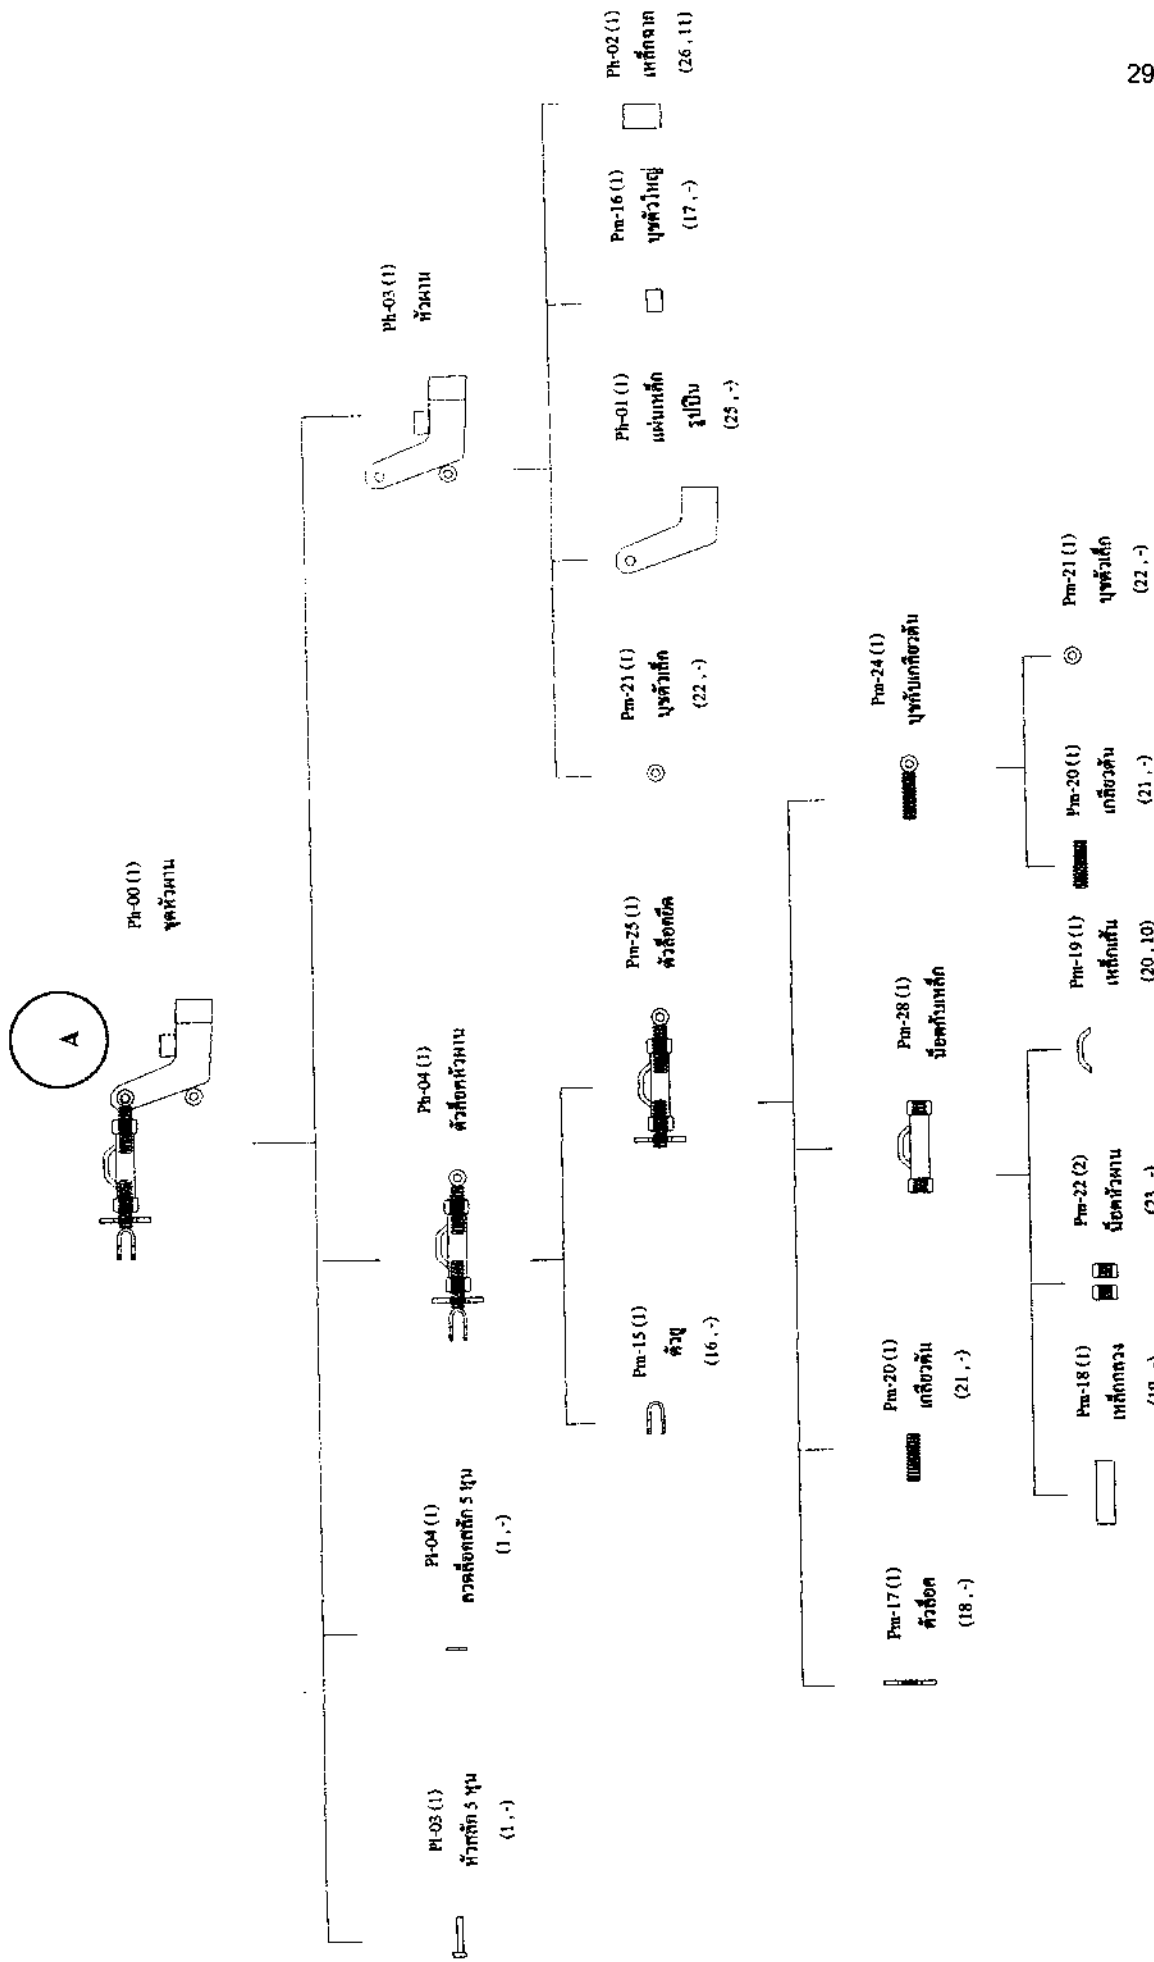 29
A
Ph-00 (1)
ชุดหัวผาน
Pl-03 (1)
หัวสลัก 5 หุน
(1 , -)
Pl-04 (1)
ลวดล็อกสลัก 5 หุน
(1 , -)
Ph-04 (1)
ตัวล็อคหัวผาน
Ph-03 (1)
หัวผาน
Pm-15 (1)
ตัวยู
(16 , -)
Pm-25 (1)
ตัวล็อกยึด
Pm-21 (1)
บุชตัวเล็ก
(22 , -)
Ph-01 (1)
แผ่นเหล็ก
รูปปืน
(25 , -)
Pm-16 (1)
บุชตัวใหญ่
(17 , -)
Ph-02 (1)
เหล็กฉาก
(26 , 11)
Pm-17 (1)
ตัวล็อค
(18 , -)
Pm-20 (1)
เกลียวตัน
(21 , -)
Pm-28 (1)
น็อตกับเหล็ก
Pm-24 (1)
บุชกับเกลียวตัน
Pm-18 (1)
เหล็กกลวง
(19 , -)
Pm-22 (2)
น็อตหัวผาน
(23 , -)
Pm-19 (1)
เหล็กเส้น
(20 , 10)
Pm-20 (1)
เกลียวตัน
(21 , -)
Pm-21 (1)
บุชตัวเล็ก
(22 , -)